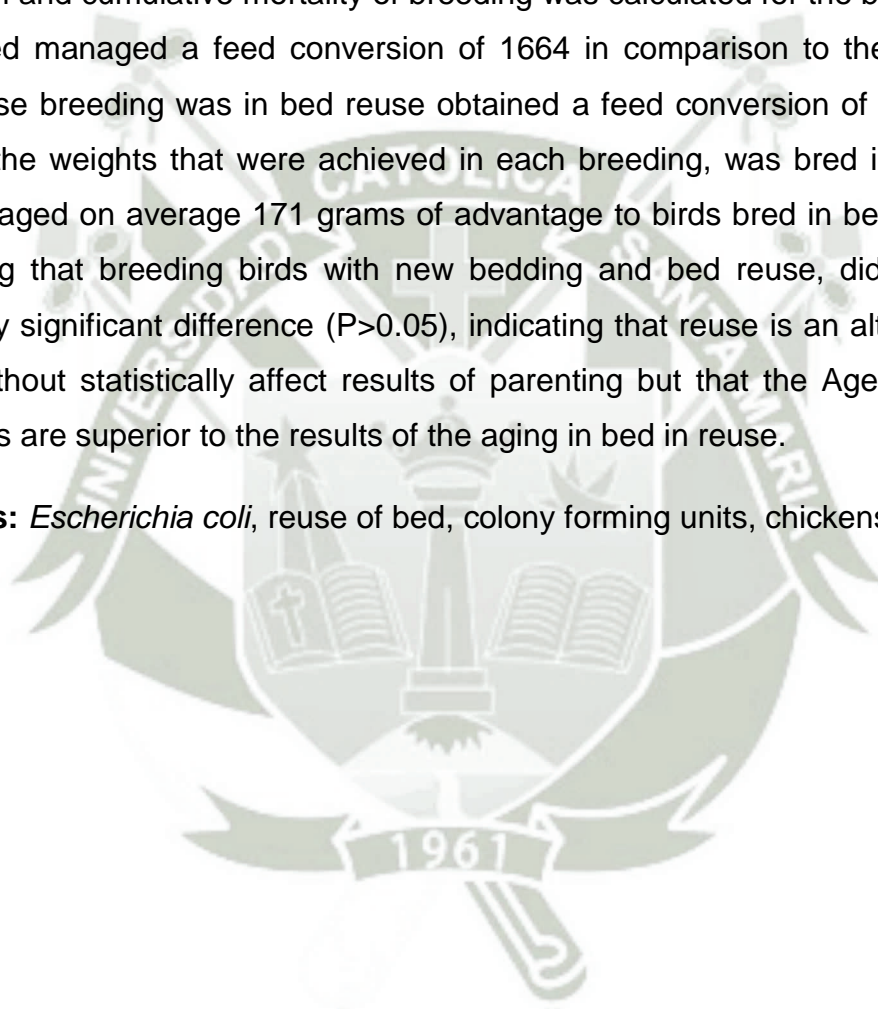 n and cumulative mortality of breeding was calculated for the b
ed managed a feed conversion of 1664 in comparison to the
se breeding was in bed reuse obtained a feed conversion of
the weights that were achieved in each breeding, was bred i
aged on average 171 grams of advantage to birds bred in be
g that breeding birds with new bedding and bed reuse, did
y significant difference (P>0.05), indicating that reuse is an alt
thout statistically affect results of parenting but that the Age
s are superior to the results of the aging in bed in reuse.
s: Escherichia coli, reuse of bed, colony forming units, chickens
UNIVERSIDAD CATOLICA SANTA MARIA
1961